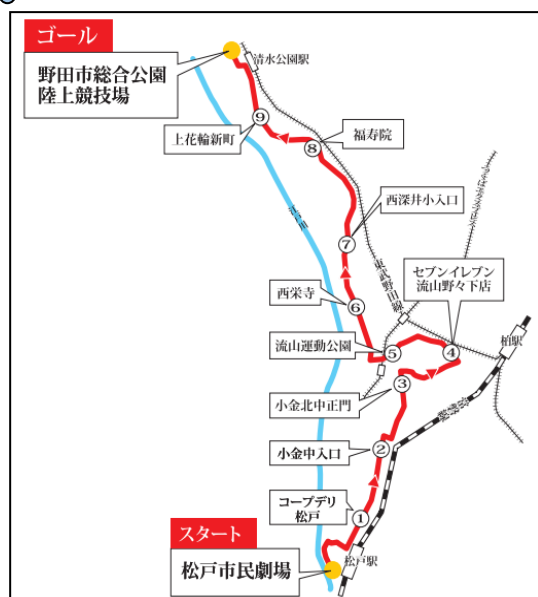 ゴール
野田市総合公園
陸上競技場
清水公園駅
⑨
上花輪新町
⑧
福寿院
江戸川
西深井小入口
⑦
東武野田線
セブンイレブン
流山野々下店
西栄寺
⑥
流山運動公園
⑤
④
柏駅
③
小金北中正門
常磐線
小金中入口
②
コープデリ
松戸
①
スタート
松戸市民劇場
松戸駅